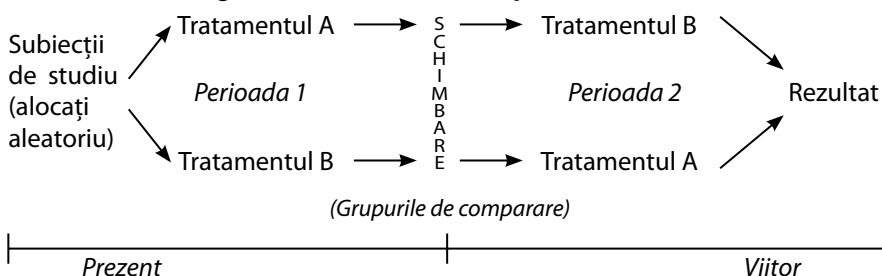 Subiecții
de studiu
(alocați
aleatoriu)
Tratamentul A
SCHIMBARE
Tratamentul B
Perioada 1
Perioada 2
Rezultat
Tratamentul B
Tratamentul A
(Grupurile de comparare)
Prezent
Viitor